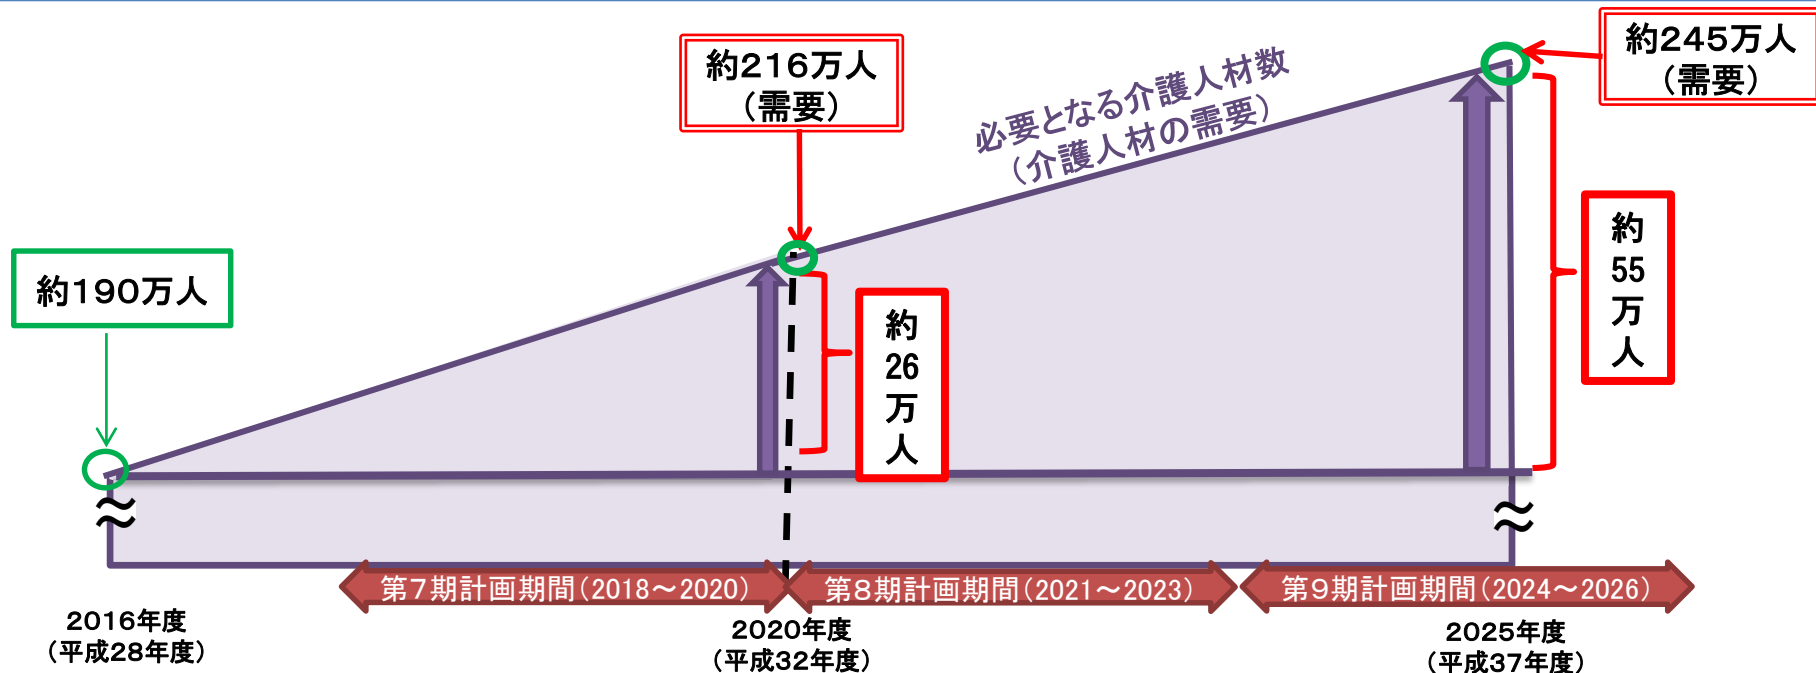 約216万人
（需要）
約245万人
（需要）
必要となる介護人材数
（介護人材の需要）
約190万人
約
26
万
人
約
55
万
人
第7期計画期間（2018～2020）
第8期計画期間（2021～2023）
第9期計画期間（2024～2026）
2016年度
（平成28年度）
2020年度
（平成32年度）
2025年度
（平成37年度）